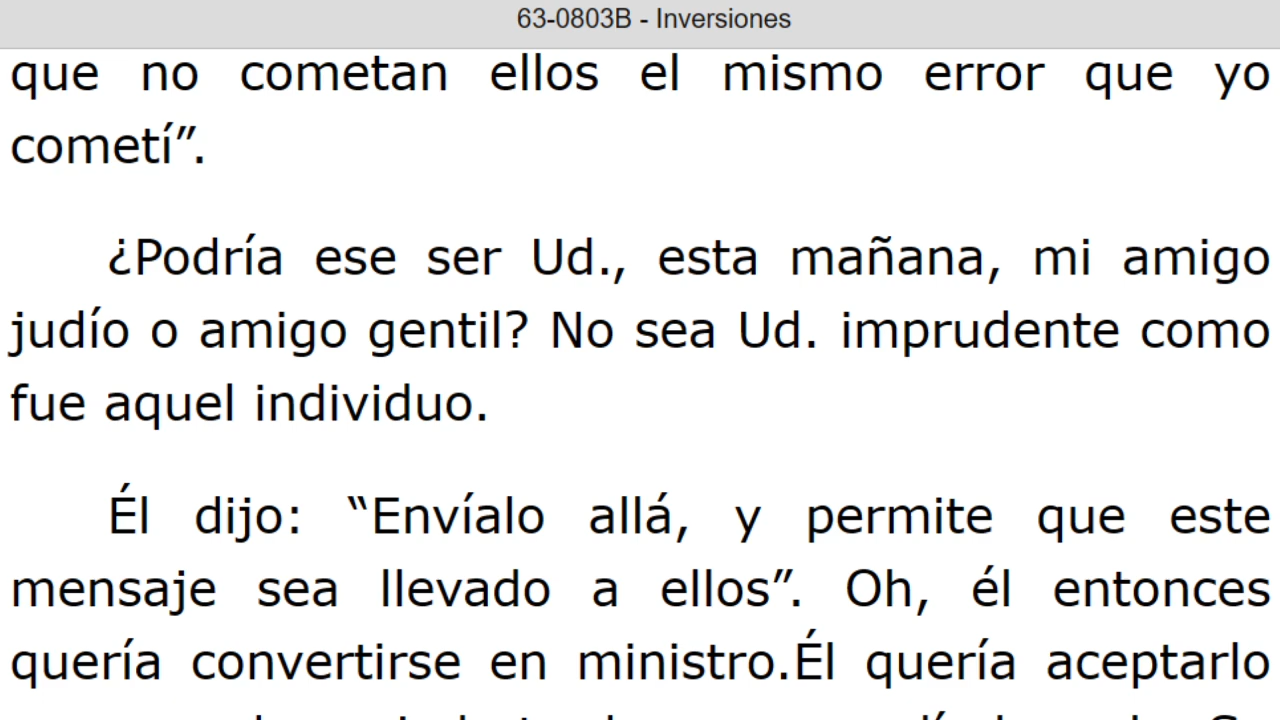 63-0803B - Inversiones
que no cometan ellos el mismo error que yo
cometí”.
¿Podría ese ser Ud., esta mañana, mi amigo
judío o amigo gentil? No sea Ud. imprudente como
fue aquel individuo.
Él dijo: “Envíalo allá, y permite que este
mensaje sea llevado a ellos”. Oh, él entonces
quería convertirse en ministro.Él quería aceptarlo